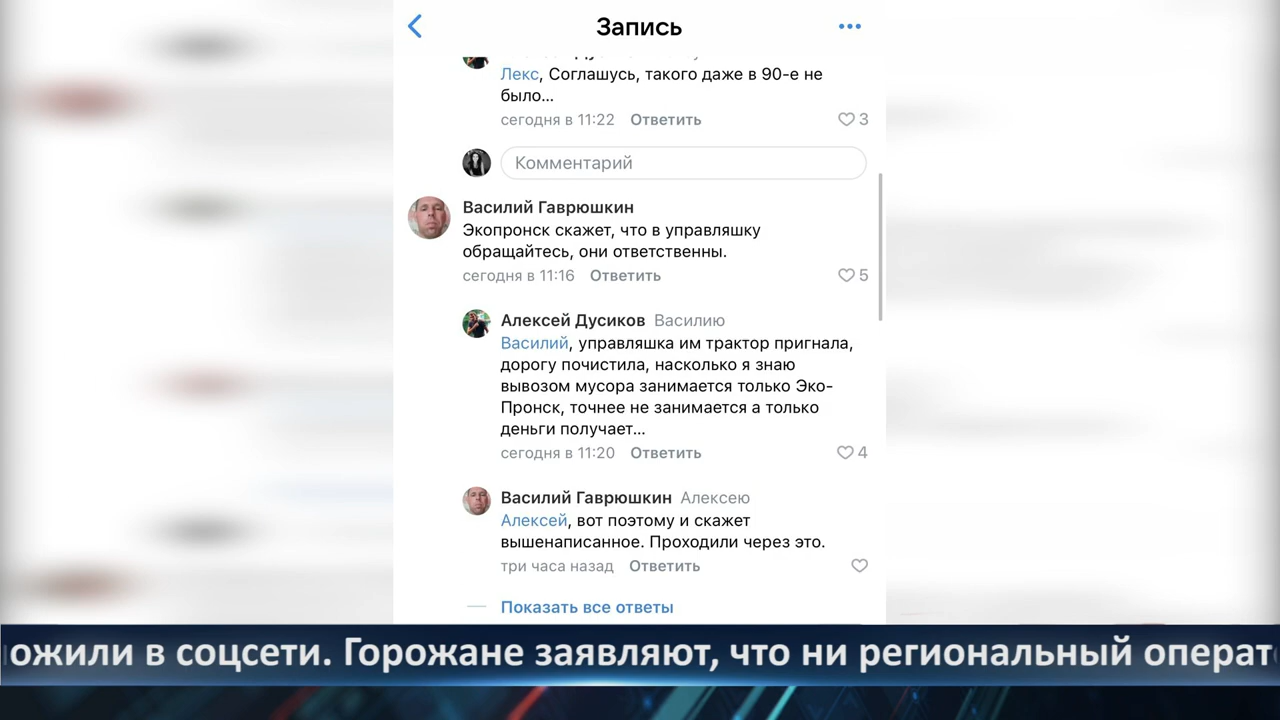 Запись
Лекс, Соглашусь, такого даже в 90-е не
было...
сегодня в 11:22 Ответить 3
Комментарий
Василий Гаврюшкин
Экопронск скажет, что в управляшку
обращайтесь, они ответственны.
сегодня в 11:16 Ответить 5
Алексей Дусиков Василию
Василий, управляшка им трактор пригнала,
дорогу почистила, насколько я знаю
вывозом мусора занимается только Эко-
Пронск, точнее не занимается а только
деньги получает...
сегодня в 11:20 Ответить 4
Василий Гаврюшкин Алексею
Алексей, вот поэтому и скажет
вышенаписанное. Проходили через это.
три часа назад Ответить
Показать все ответы
ожили в соцсети. Горожане заявляют, что ни региональный операт